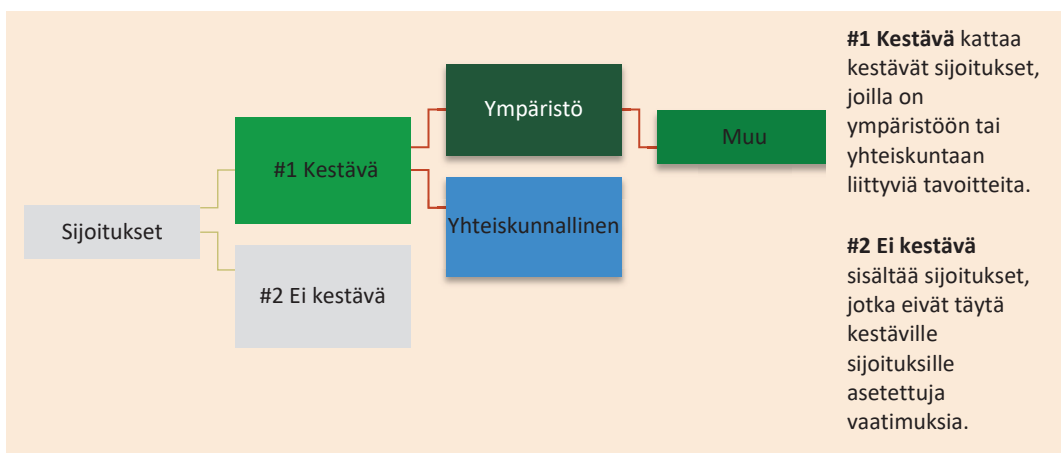 Sijoitukset
#1 Kestävä
#2 Ei kestävä
Ympäristö
Yhteiskunnallinen
Muu
#1 Kestävä kattaa
kestävät sijoitukset,
joilla on
ympäristöön tai
yhteiskuntaan
liittyviä tavoitteita.
#2 Ei kestävä
sisältää sijoitukset,
jotka eivät täytä
kestäville
sijoituksille
asetettuja
vaatimuksia.